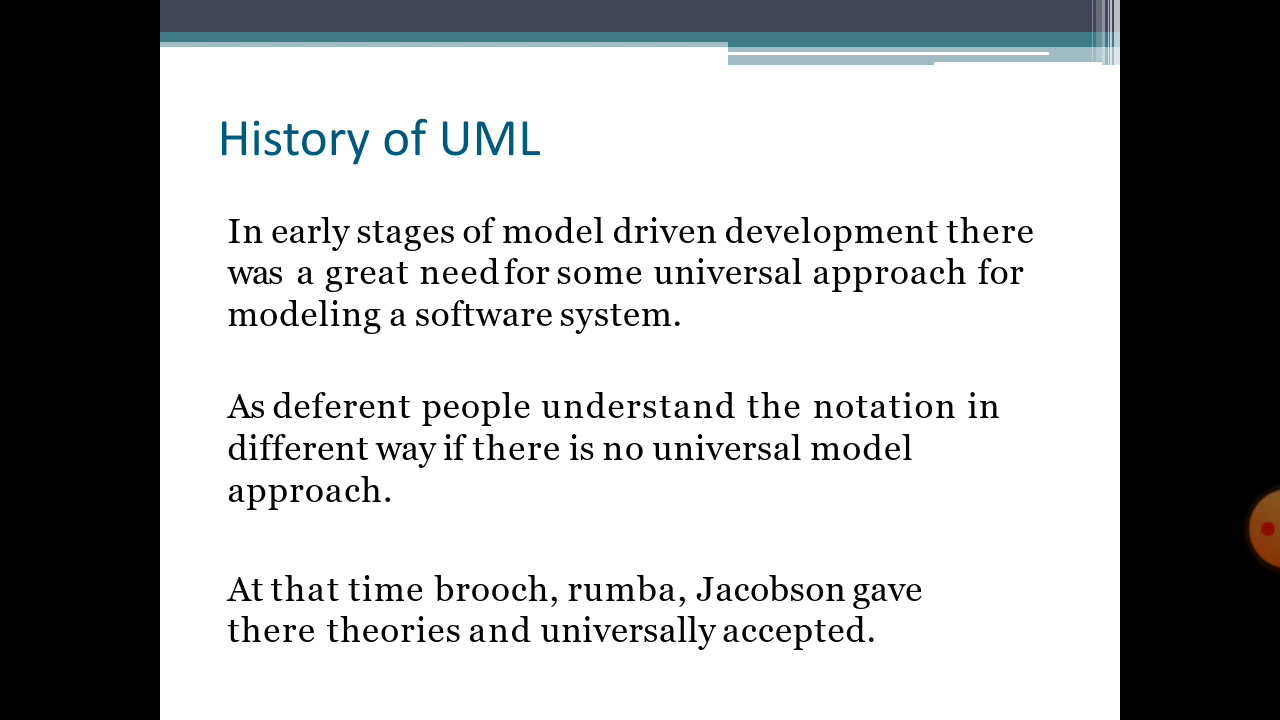 History of UML
In early stages of model driven development there
was a great need for some universal approach for
modeling a software system.
As deferent people understand the notation in
different way if there is no universal model
approach.
At that time brooch, rumba, Jacobson gave
there theories and universally accepted.